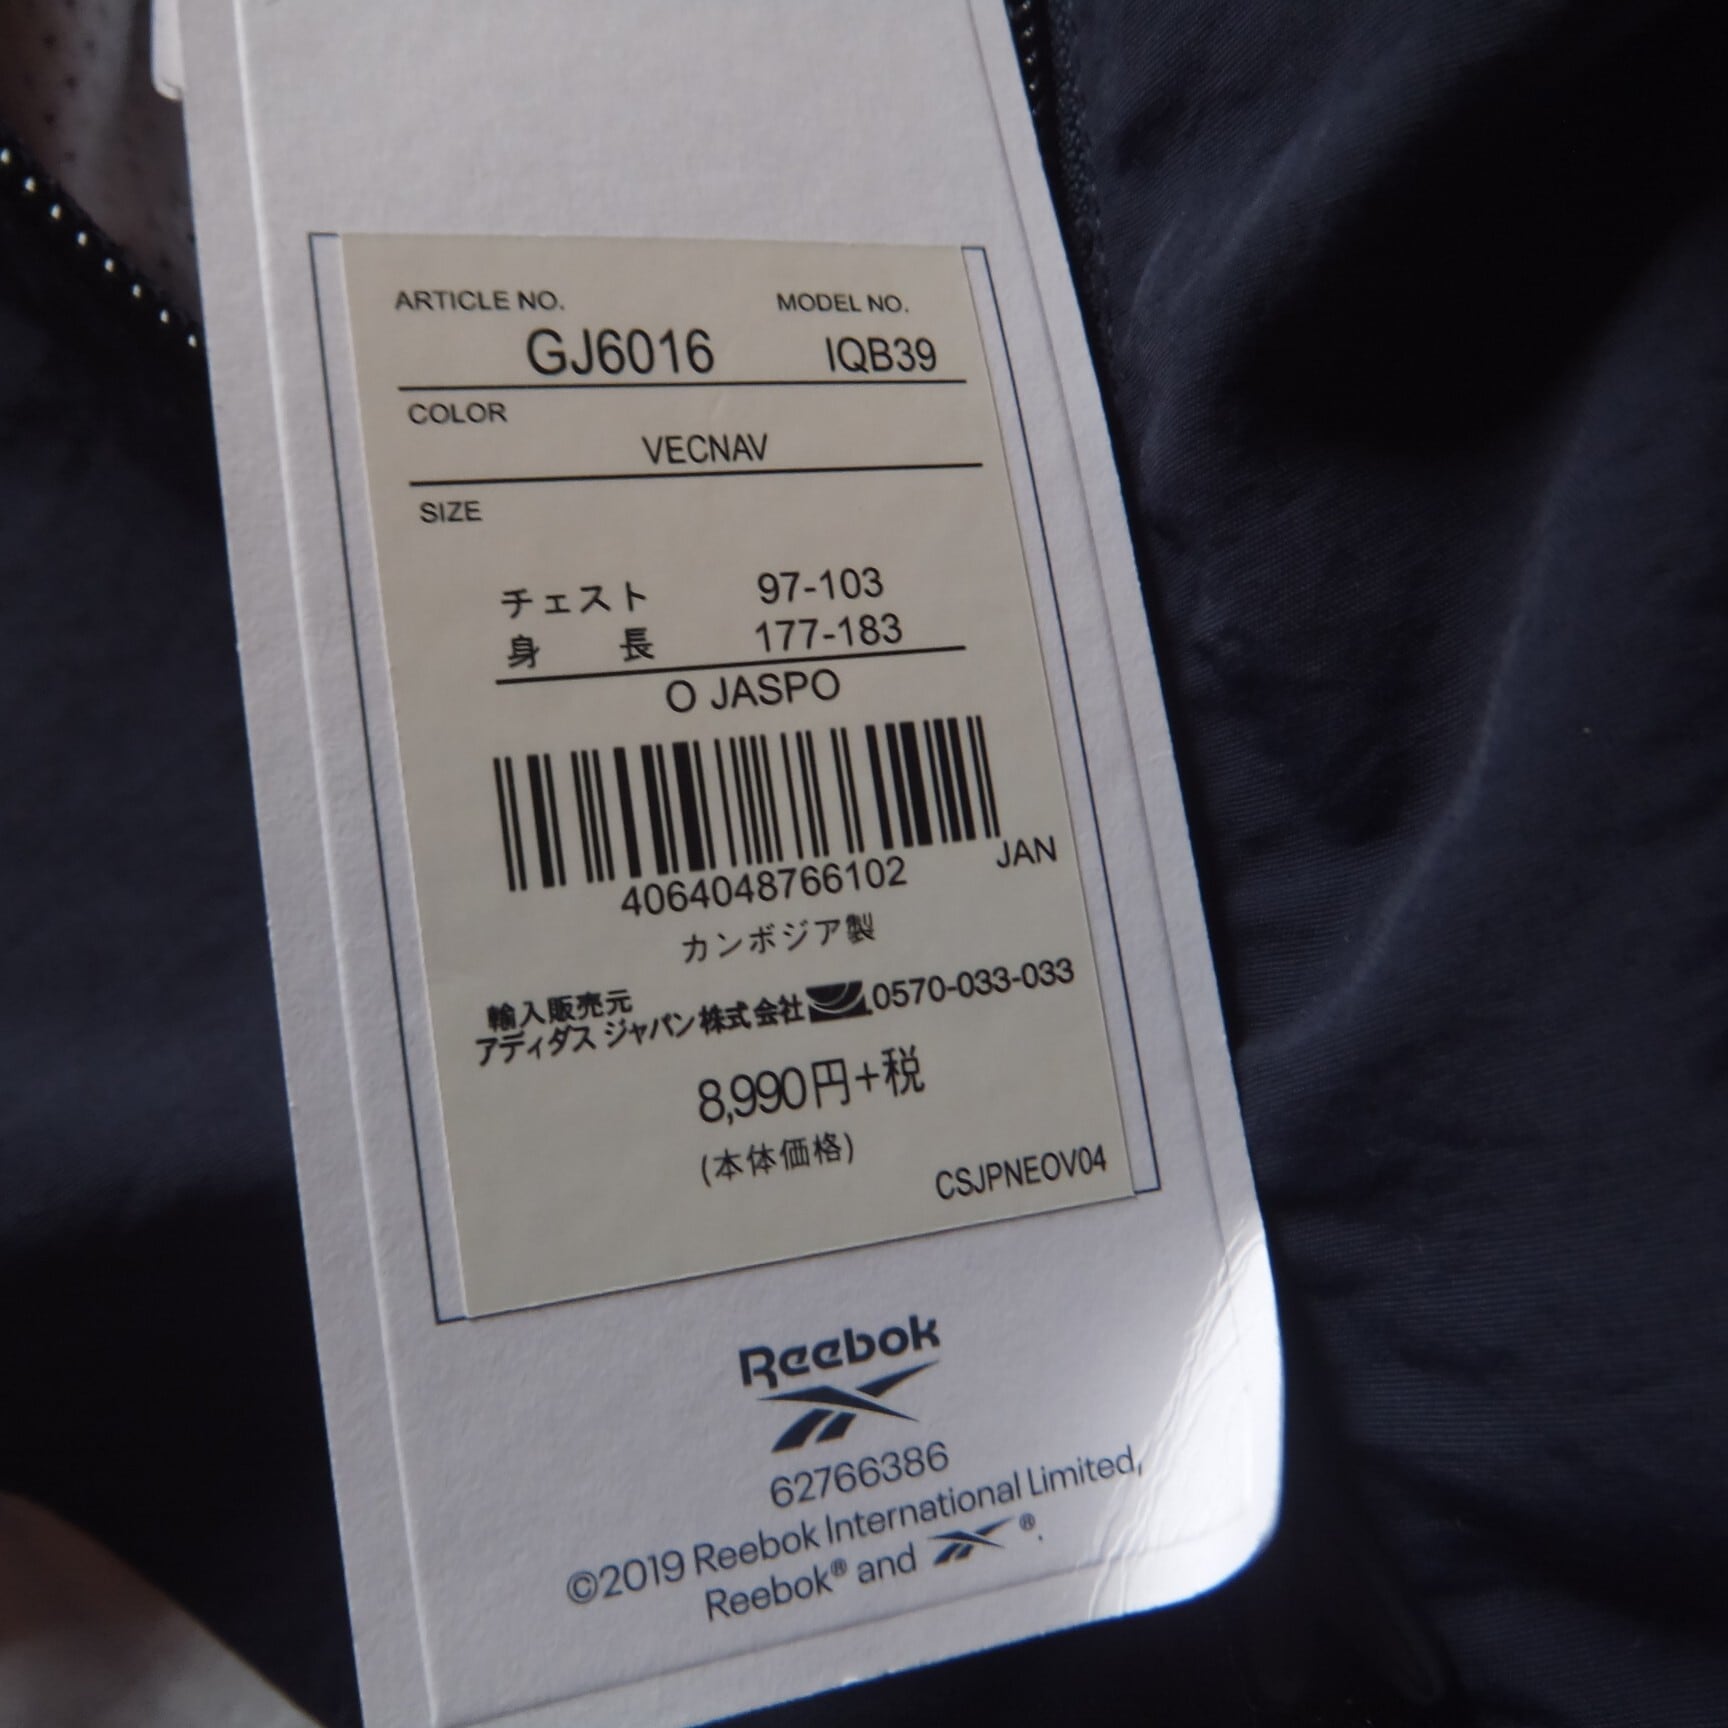 ARTICLE NO. MODEL NO.
GJ6016 IQB39
COLOR
VECNAV
SIZE
チェスト 97-103
身 長 177-183
O JASPO
4064048766102 JAN
カンボジア製
輸入販売元
アディダス ジャパン株式会社 0570-033-033
8,990円+税
(本体価格)
CSJPNEOV04
Reebok
62766386
©2019 Reebok International Limited,
Reebok® and ®.